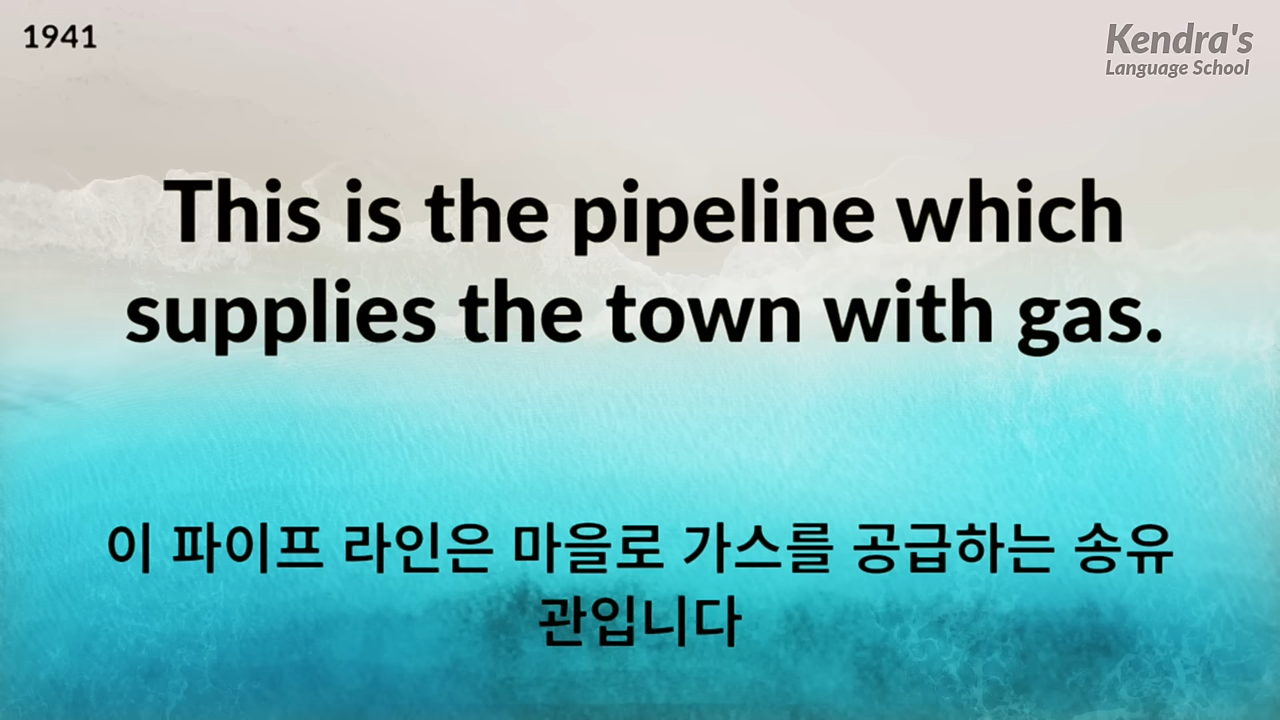 1941
Kendra's
Language School
This is the pipeline which
supplies the town with gas.
이 파이프 라인은 마을로 가스를 공급하는 송유
관입니다